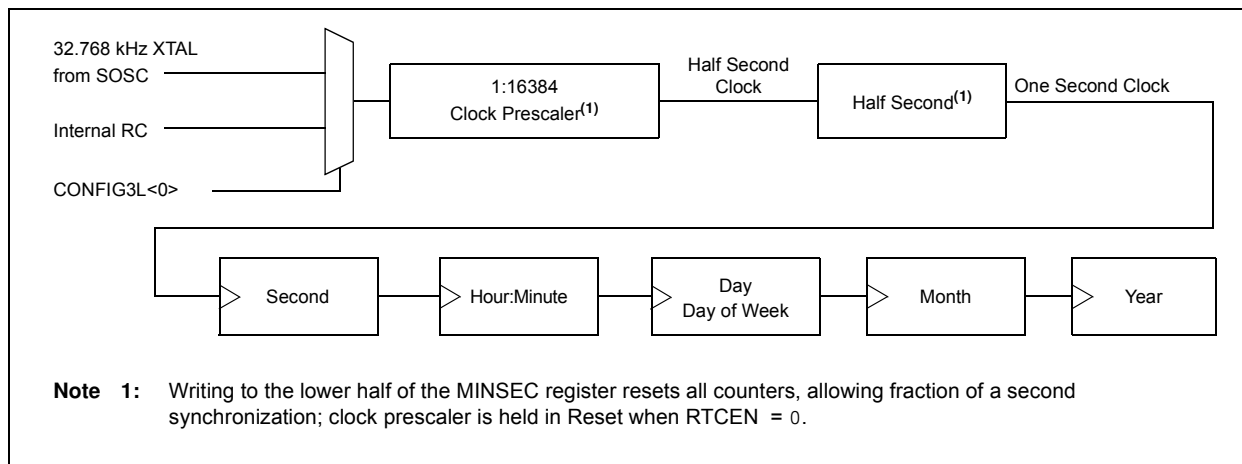 32.768 kHz XTAL
from SOSC
Internal RC
CONFIG3L<0>
1:16384
Clock Prescaler(1)
Half Second
Clock
Half Second(1)
One Second Clock
Second
Hour:Minute
Day
Day of Week
Month
Year
Note 1: Writing to the lower half of the MINSEC register resets all counters, allowing fraction of a second
synchronization; clock prescaler is held in Reset when RTCEN = 0.